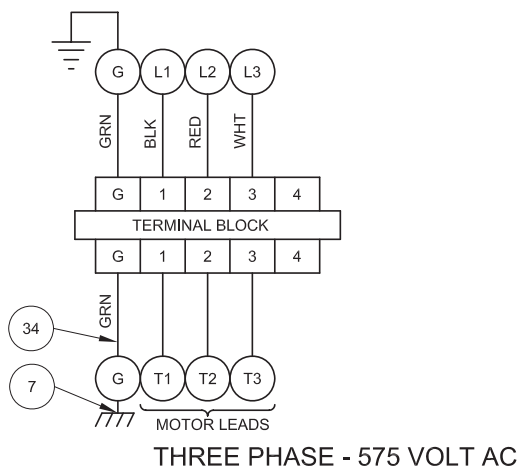 G L1 L2 L3
GRN BLK RED WHT
G 1 2 3 4
TERMINAL BLOCK
G 1 2 3 4
GRN
34
G T1 T2 T3
7
MOTOR LEADS
THREE PHASE - 575 VOLT AC